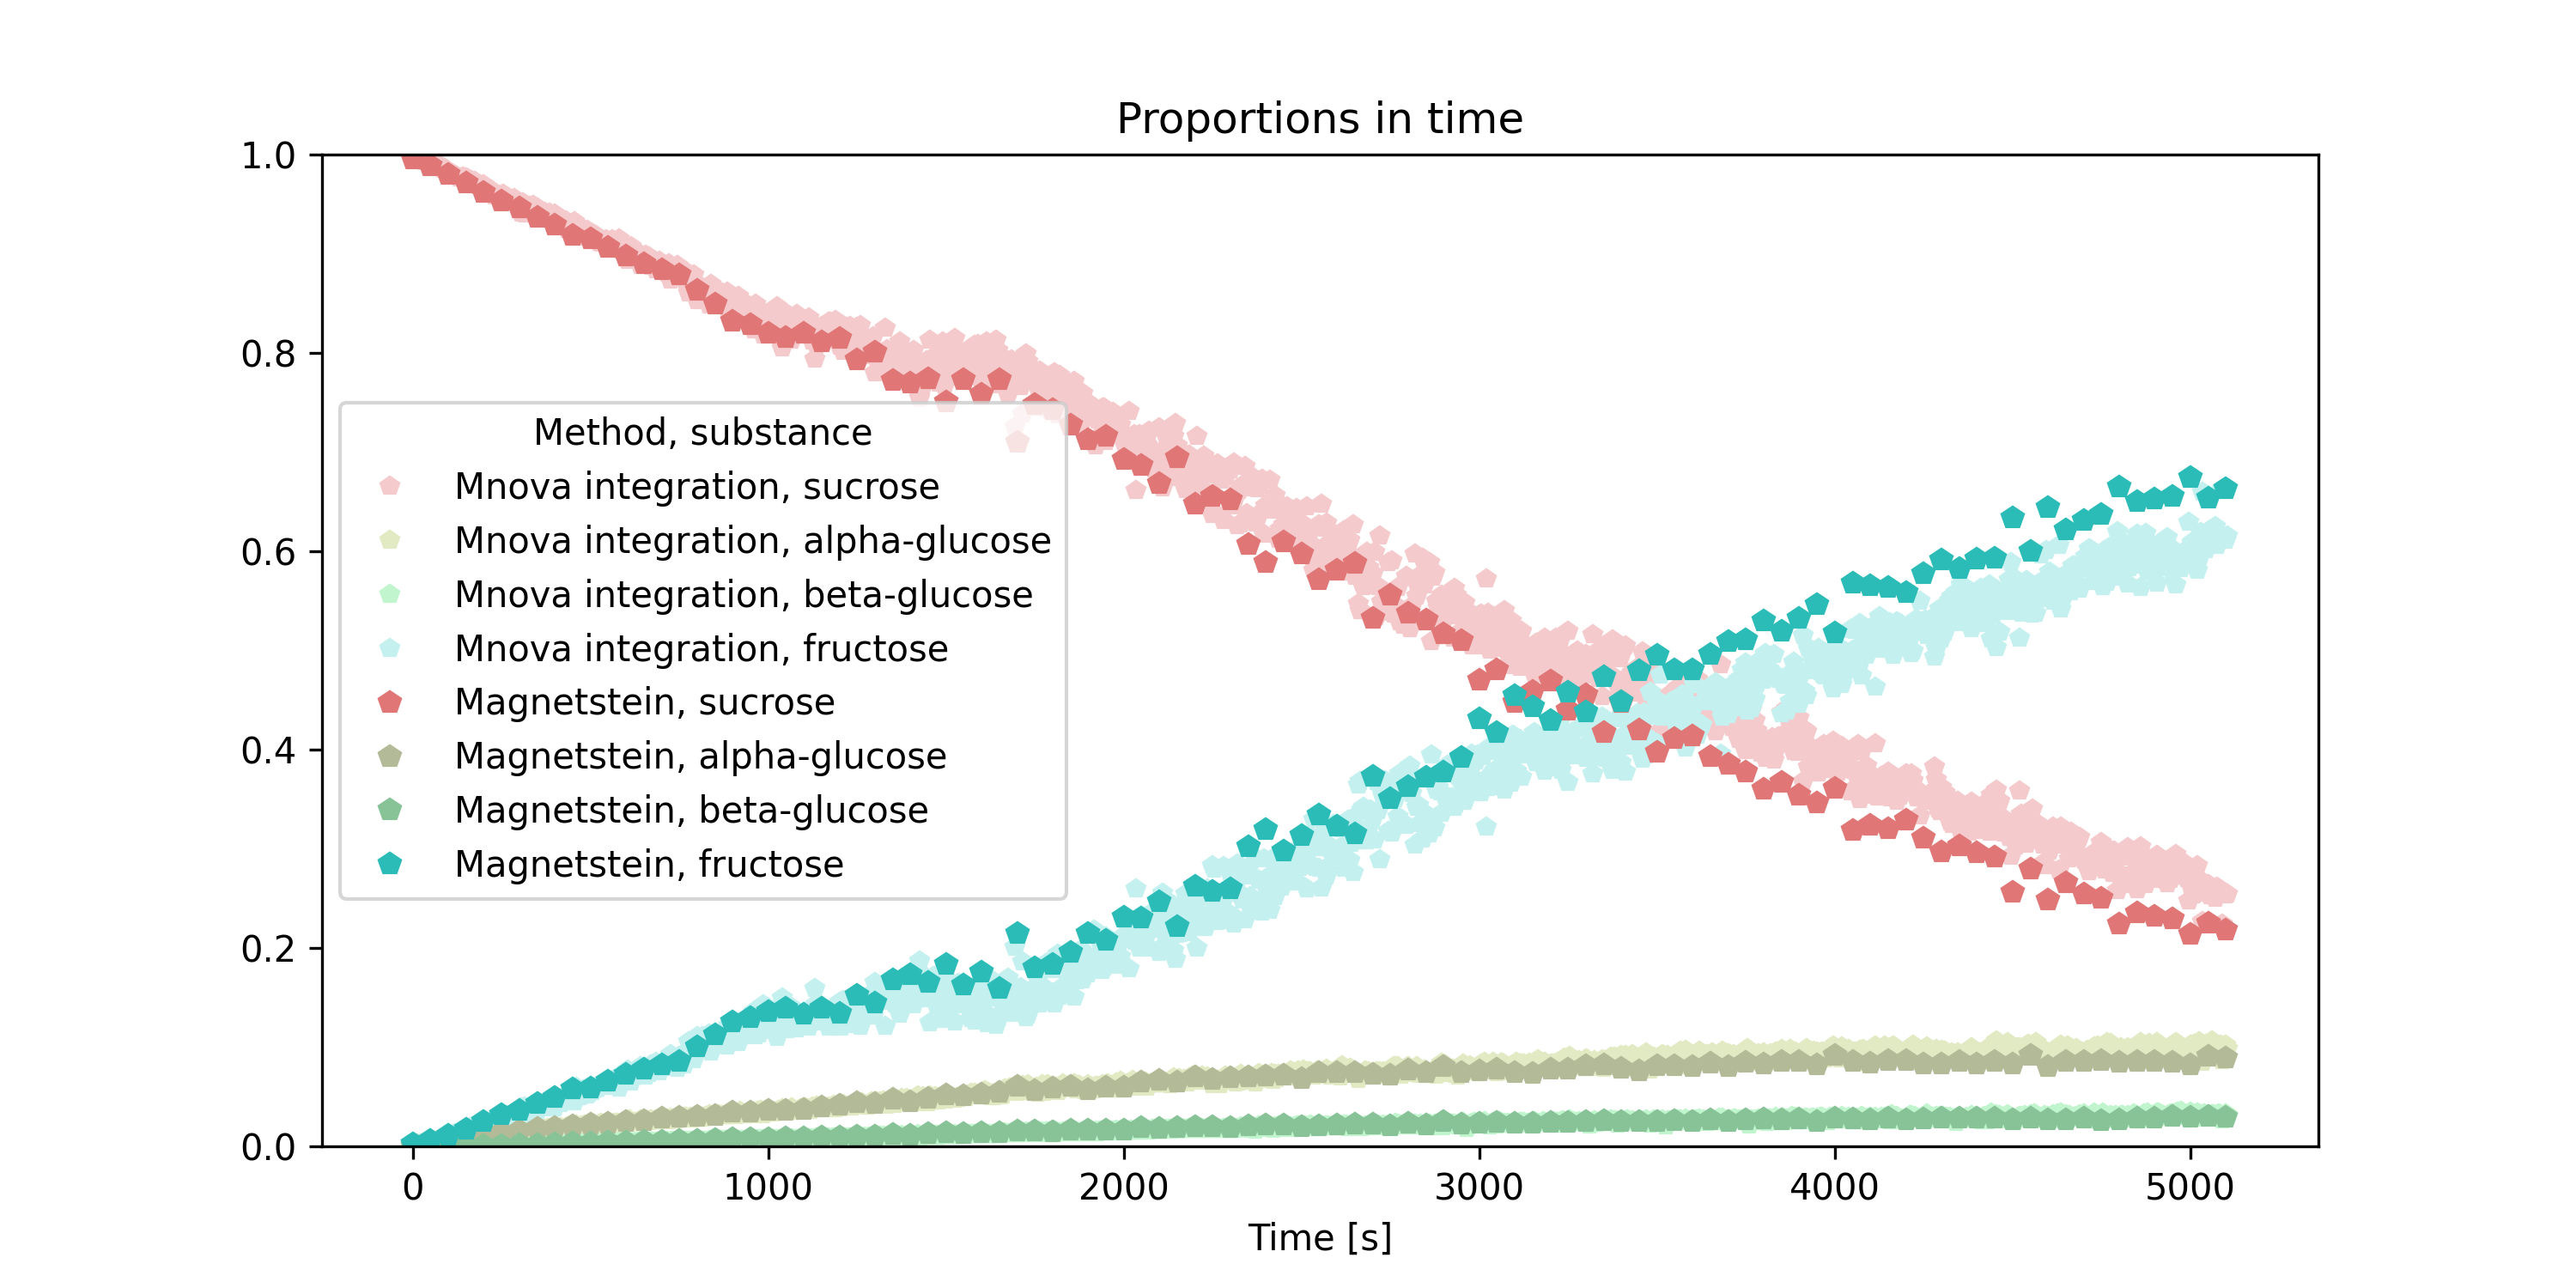 Proportions in time
1.0
0.8
0.6
0.4
0.2
0.0
Method, substance
Mnova integration, sucrose
Mnova integration, alpha-glucose
Mnova integration, beta-glucose
Mnova integration, fructose
Magnetstein, sucrose
Magnetstein, alpha-glucose
Magnetstein, beta-glucose
Magnetstein, fructose
0 1000 2000 3000 4000 5000
Time [s]